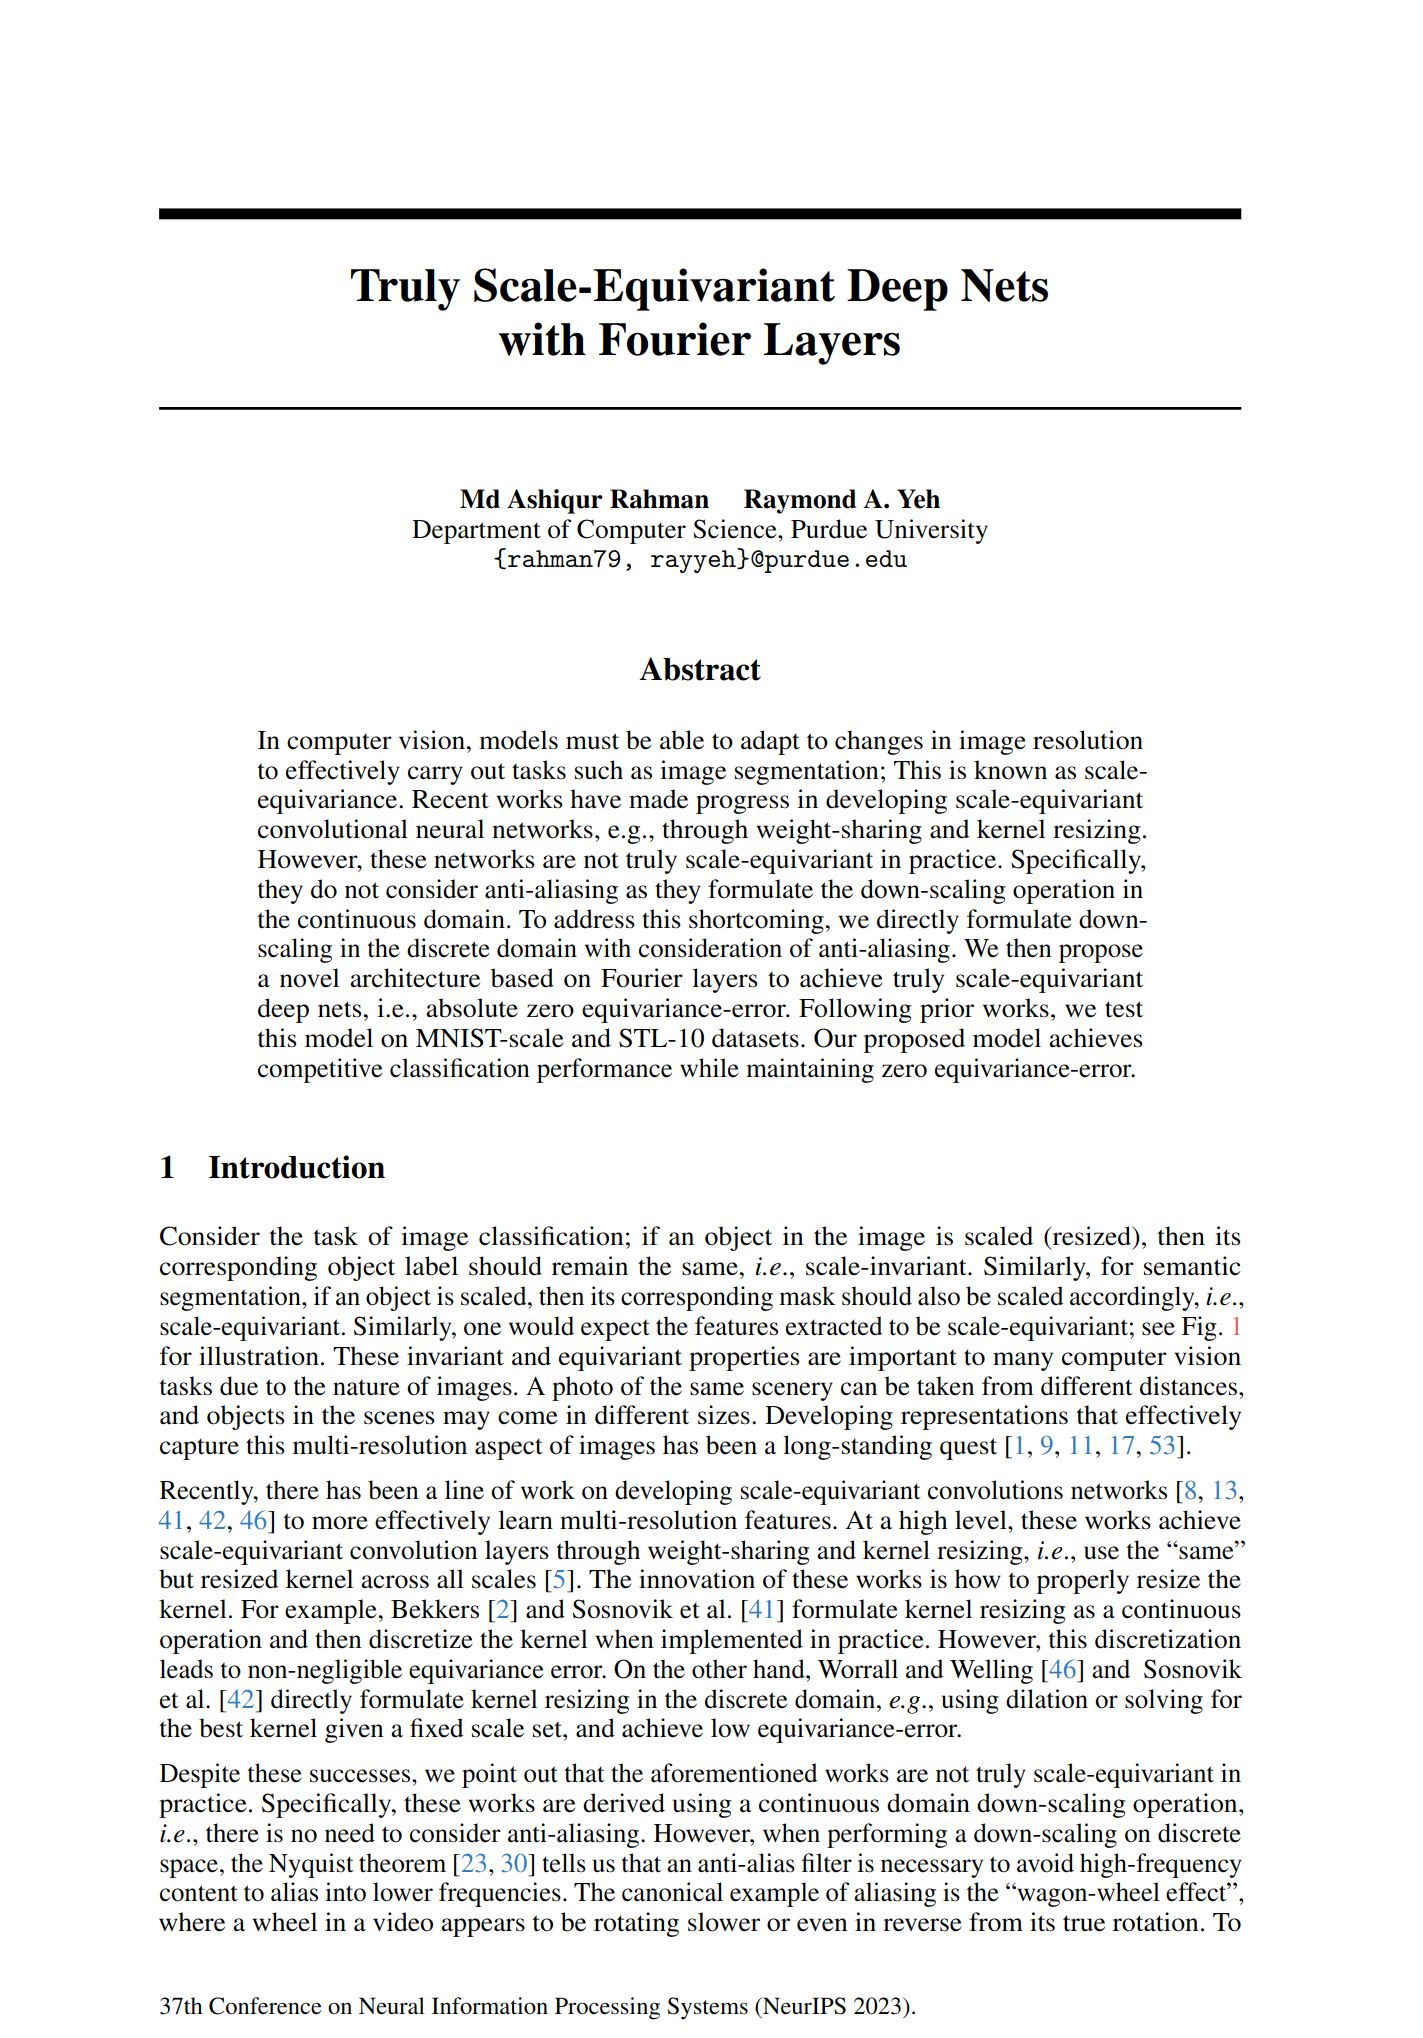 Truly Scale-Equivariant Deep Nets
with Fourier Layers
Md Ashiqur Rahman Raymond A. Yeh
Department of Computer Science, Purdue University
{rahman79, rayyeh}@purdue.edu
Abstract
In computer vision, models must be able to adapt to changes in image resolution
to effectively carry out tasks such as image segmentation; This is known as scale-
equivariance. Recent works have made progress in developing scale-equivariant
convolutional neural networks, e.g., through weight-sharing and kernel resizing.
However, these networks are not truly scale-equivariant in practice. Specifically,
they do not consider anti-aliasing as they formulate the down-scaling operation in
the continuous domain. To address this shortcoming, we directly formulate down-
scaling in the discrete domain with consideration of anti-aliasing. We then propose
a novel architecture based on Fourier layers to achieve truly scale-equivariant
deep nets, i.e., absolute zero equivariance-error. Following prior works, we test
this model on MNIST-scale and STL-10 datasets. Our proposed model achieves
competitive classification performance while maintaining zero equivariance-error.
1 Introduction
Consider the task of image classification; if an object in the image is scaled (resized), then its
corresponding object label should remain the same, i.e., scale-invariant. Similarly, for semantic
segmentation, if an object is scaled, then its corresponding mask should also be scaled accordingly, i.e.,
scale-equivariant. Similarly, one would expect the features extracted to be scale-equivariant; see Fig. 1
for illustration. These invariant and equivariant properties are important to many computer vision
tasks due to the nature of images. A photo of the same scenery can be taken from different distances,
and objects in the scenes may come in different sizes. Developing representations that effectively
capture this multi-resolution aspect of images has been a long-standing quest [1, 9, 11, 17, 53].
Recently, there has been a line of work on developing scale-equivariant convolutions networks [8, 13,
41, 42, 46] to more effectively learn multi-resolution features. At a high level, these works achieve
scale-equivariant convolution layers through weight-sharing and kernel resizing, i.e., use the “same”
but resized kernel across all scales [5]. The innovation of these works is how to properly resize the
kernel. For example, Bekkers [2] and Sosnovik et al. [41] formulate kernel resizing as a continuous
operation and then discretize the kernel when implemented in practice. However, this discretization
leads to non-negligible equivariance error. On the other hand, Worrall and Welling [46] and Sosnovik
et al. [42] directly formulate kernel resizing in the discrete domain, e.g., using dilation or solving for
the best kernel given a fixed scale set, and achieve low equivariance-error.
Despite these successes, we point out that the aforementioned works are not truly scale-equivariant in
practice. Specifically, these works are derived using a continuous domain down-scaling operation,
i.e., there is no need to consider anti-aliasing. However, when performing a down-scaling on discrete
space, the Nyquist theorem [23, 30] tells us that an anti-alias filter is necessary to avoid high-frequency
content to alias into lower frequencies. The canonical example of aliasing is the “wagon-wheel effect”,
where a wheel in a video appears to be rotating slower or even in reverse from its true rotation. To
37th Conference on Neural Information Processing Systems (NeurIPS 2023).